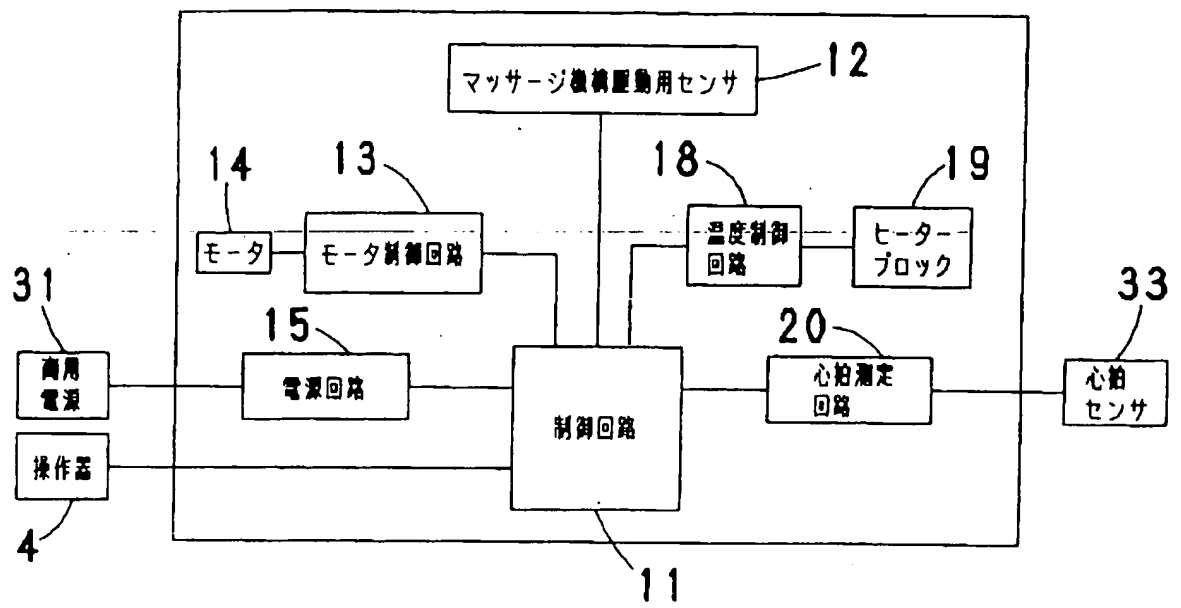 12
マッサージ機構駆動用センサ
14
13
18
19
モータ
モータ制御回路
温度制御
回路
ヒーター
ブロック
31
15
20
33
商用
電源
電源回路
制御回路
心拍測定
回路
心拍
センサ
操作器
4
11